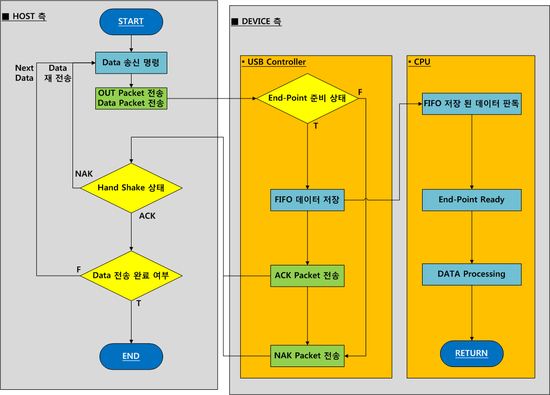 ■ HOST 측
START
Next
Data
Data
재 전송
Data 송신 명령
OUT Packet 전송
Data Packet 전송
NAK
Hand Shake 상태
ACK
F
Data 전송 완료 여부
T
END
■ DEVICE 측
• USB Controller
End-Point 준비 상태
F
T
FIFO 데이터 저장
ACK Packet 전송
NAK Packet 전송
• CPU
FIFO 저장 된 데이터 판독
End-Point Ready
DATA Processing
RETURN